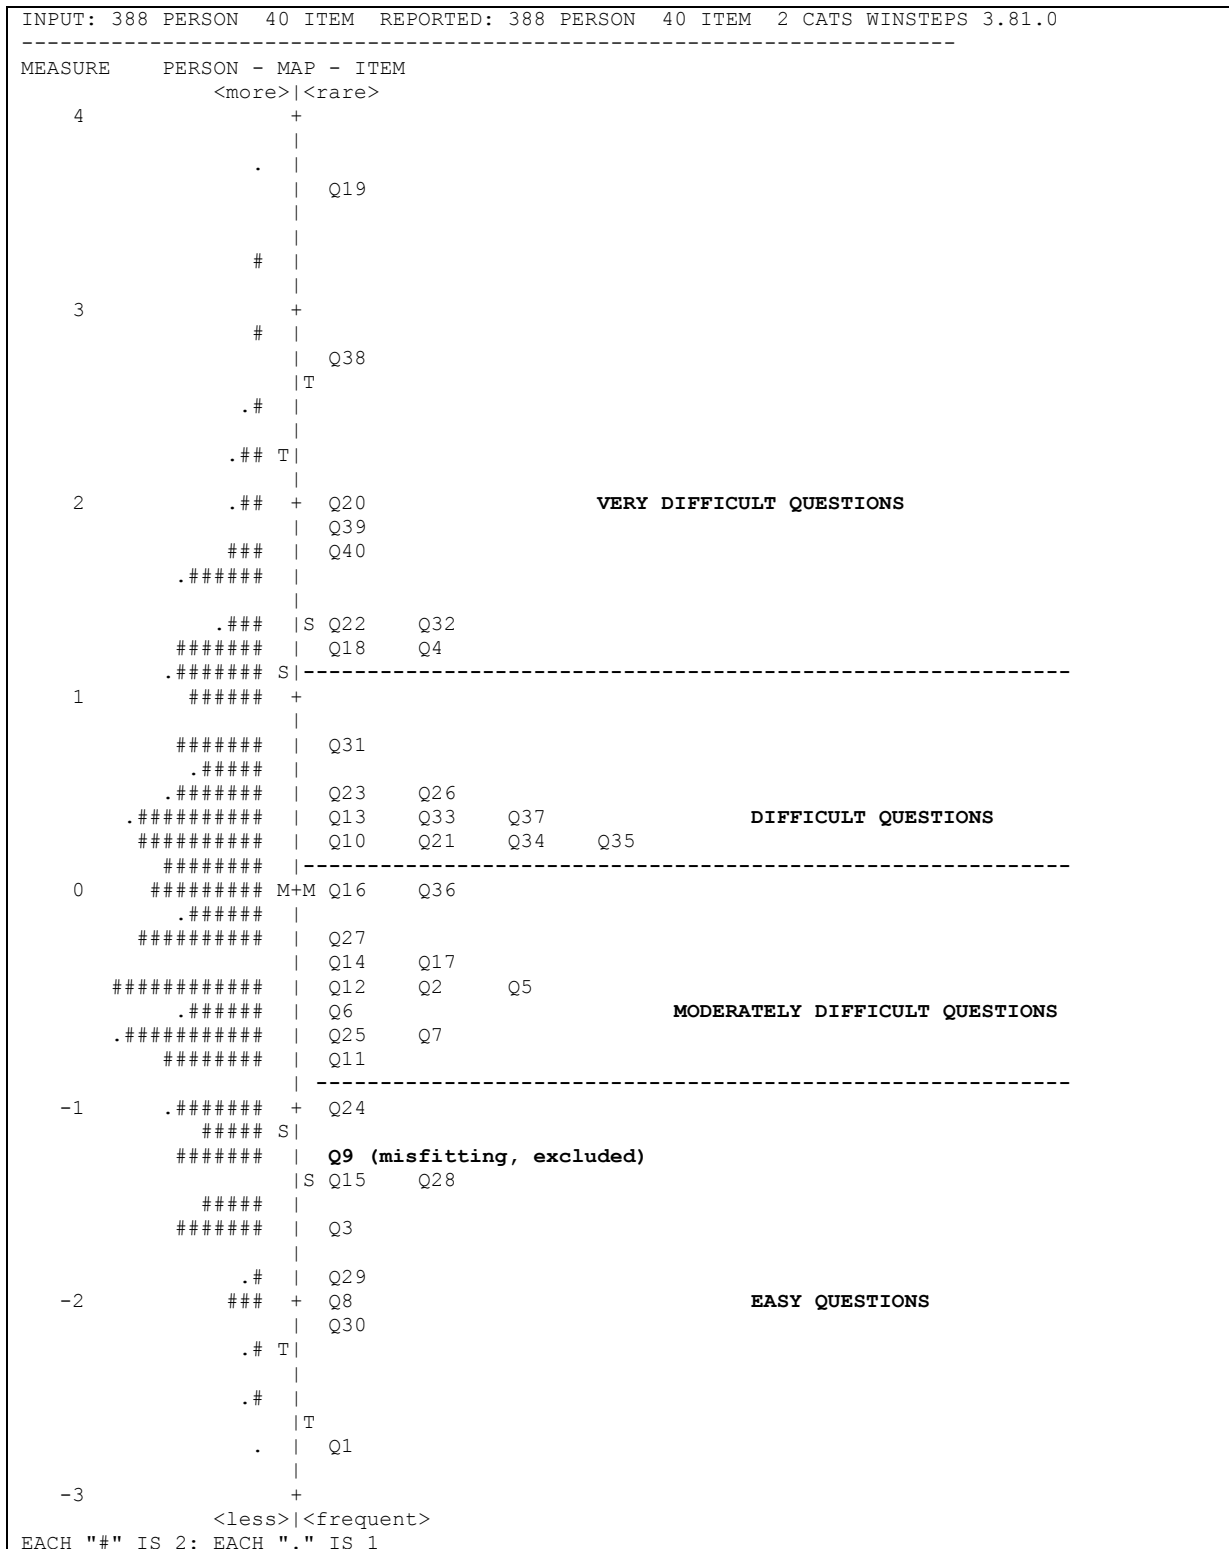 INPUT: 388 PERSON  40 ITEM  REPORTED: 388 PERSON  40 ITEM  2 CATS WINSTEPS 3.81.0
-------------------------------------------------------------------------
MEASURE    PERSON - MAP - ITEM
               <more>|<rare>
    4                +
                     |
                  .  |
                     |  Q19
                     |
                     |
                  #  |
                     |
    3                +
                  #  |
                     |  Q38
                     |T
                 .#  |
                     |
                .## T|
                     |
    2           .##  +  Q20                  VERY DIFFICULT QUESTIONS
                     |  Q39
                ###  |  Q40
            .######  |
                     |
               .###  |S Q22    Q32
            #######  |  Q18    Q4
           .####### S|------------------------------------------------------------
    1        ######  +
                     |
            #######  |  Q31
             .#####  |
           .#######  |  Q23    Q26
        .##########  |  Q13    Q33    Q37                  DIFFICULT QUESTIONS
         ##########  |  Q10    Q21    Q34    Q35
           ########  |------------------------------------------------------------
    0     ######### M+M Q16    Q36
            .######  |
         ##########  |  Q27
                     |  Q14    Q17
       ############  |  Q12    Q2     Q5
            .######  |  Q6                         MODERATELY DIFFICULT QUESTIONS
       .###########  |  Q25    Q7
           ########  |  Q11
                     | -----------------------------------------------------------
   -1      .#######  +  Q24
              ##### S|
            #######  |  Q9 (misfitting, excluded)
                     |S Q15    Q28
              #####  |
            #######  |  Q3
                     |
                 .#  |  Q29
   -2           ###  +  Q8                               EASY QUESTIONS
                     |  Q30
                 .# T|
                     |
                 .#  |
                     |T
                  .  |  Q1
                     |
   -3                +
               <less>|<frequent>
EACH "#" IS 2: EACH "." IS 1